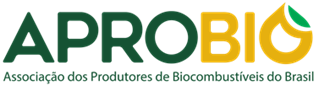 APROBIO
Associação dos Produtores de Biocombustíveis do Brasil